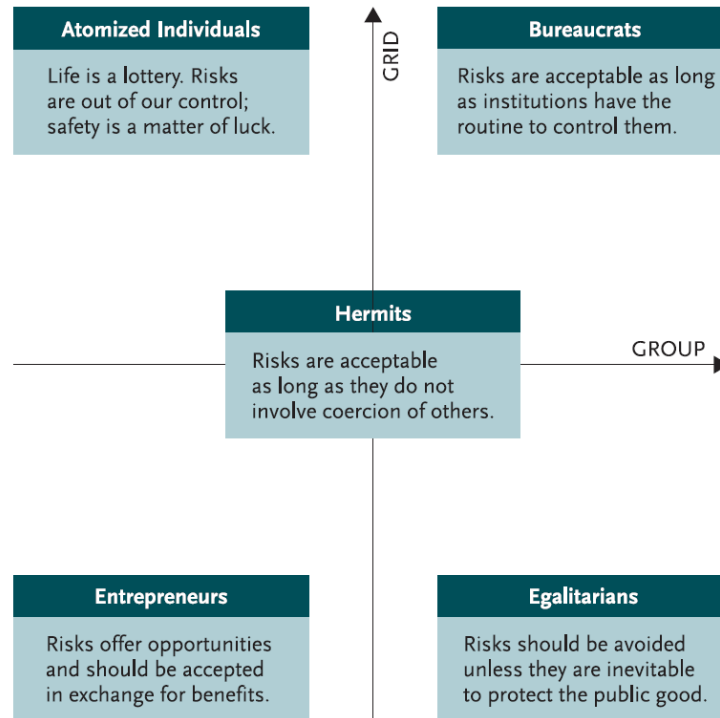 Atomized Individuals
Life is a lottery. Risks
are out of our control;
safety is a matter of luck.
GRID
Bureaucrats
Risks are acceptable as long
as institutions have the
routine to control them.
Hermits
Risks are acceptable
as long as they do not
involve coercion of others.
GROUP
Entrepreneurs
Risks offer opportunities
and should be accepted
in exchange for benefits.
Egalitarians
Risks should be avoided
unless they are inevitable
to protect the public good.